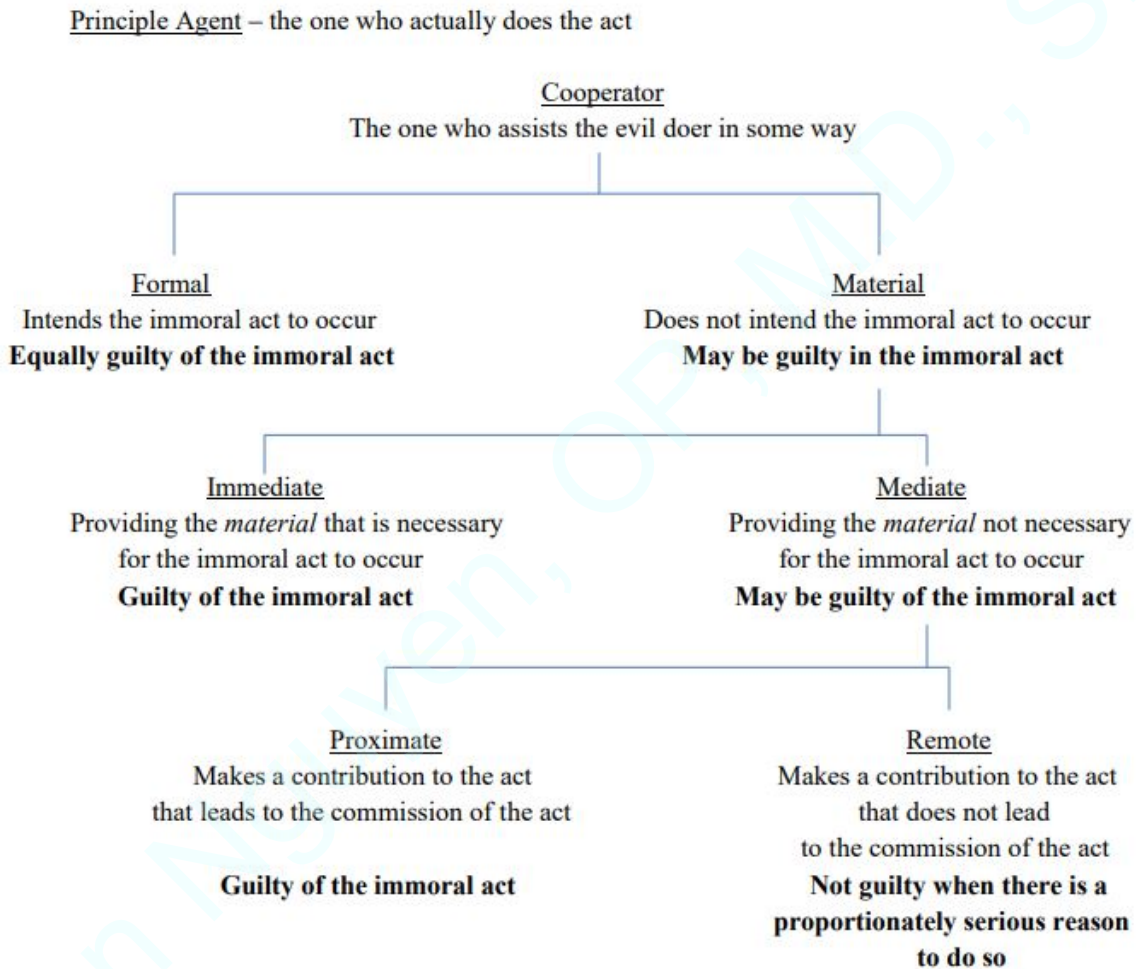 Principle Agent – the one who actually does the act
Cooperator
The one who assists the evil doer in some way
Formal
Intends the immoral act to occur
Equally guilty of the immoral act
Material
Does not intend the immoral act to occur
May be guilty in the immoral act
Immediate
Providing the material that is necessary
for the immoral act to occur
Guilty of the immoral act
Mediate
Providing the material not necessary
for the immoral act to occur
May be guilty of the immoral act
Proximate
Makes a contribution to the act
that leads to the commission of the act
Guilty of the immoral act
Remote
Makes a contribution to the act
that does not lead
to the commission of the act
Not guilty when there is a
proportionately serious reason
to do so
n Nguyen, OP, M.D., S